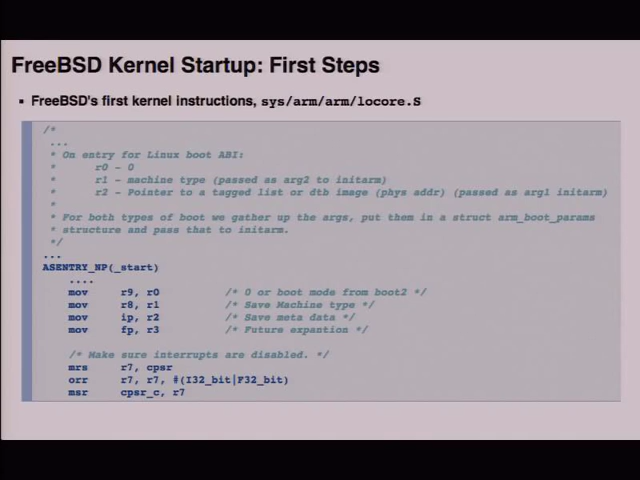 FreeBSD Kernel Startup: First Steps
▪ FreeBSD's first kernel instructions, sys/arm/arm/locore.S
/*
...
* On entry for Linux boot ABI:
* r0 - 0
* r1 - machine type (passed as arg2 to initarm)
* r2 - Pointer to a tagged list or dtb image (phys addr) (passed as arg1 initarm)
*
* For both types of boot we gather up the args, put them in a struct arm_boot_params
* structure and pass that to initarm.
*/
...
ASENTRY_NP(_start)
....
mov r9, r0 /* 0 or boot mode from boot2 */
mov r8, r1 /* Save Machine type */
mov ip, r2 /* Save meta data */
mov fp, r3 /* Future expantion */
/* Make sure interrupts are disabled. */
mrs r7, cpsr
orr r7, r7, #(I32_bit|F32_bit)
msr cpsr_c, r7